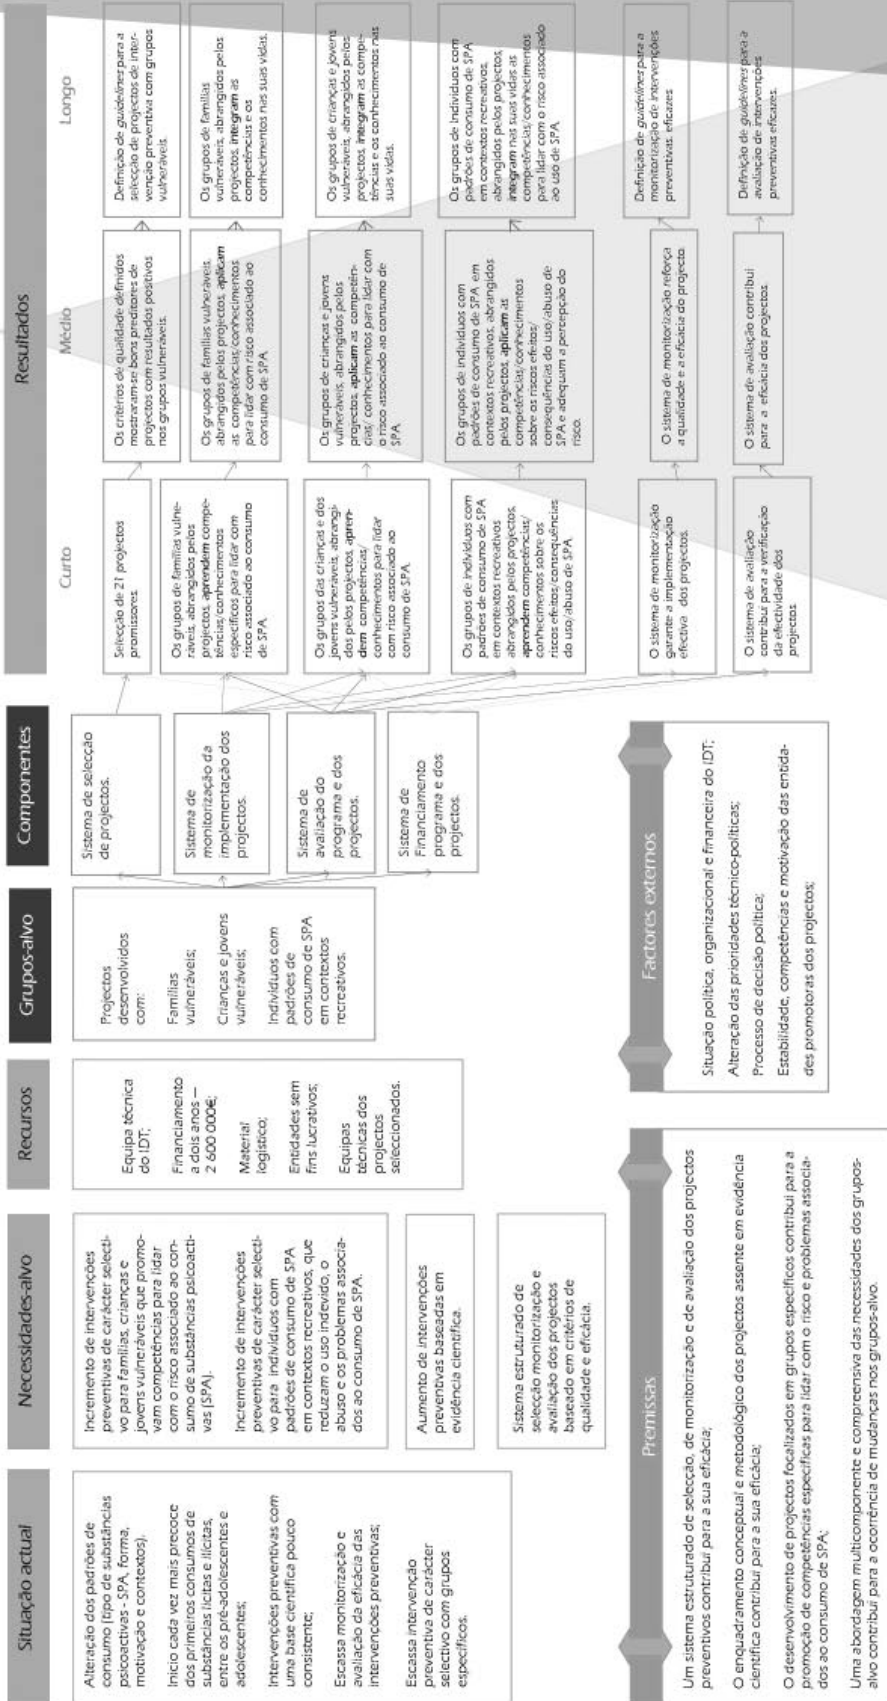 Situação actual
Alteração dos padrões de
consumo (tipo de substâncias
psicoactivas - SPA, forma,
motivação e contextos).
Início cada vez mais precoce
dos primeiros consumos de
substâncias lícitas e ilícitas,
entre os pré-adolescentes e
adolescentes;
Intervenções preventivas com
uma base científica pouco
consistente;
Escassa monitorização e
avaliação da eficácia das
intervenções preventivas;
Escassa intervenção
preventiva de carácter
selectivo com grupos
específicos.
Necessidades-alvo
Incremento de intervenções
preventivas de carácter selecti-
vo para famílias, crianças e
jovens vulneráveis que promo-
vam competências para lidar
com o risco associado ao con-
sumo de substâncias psicoacti-
vas (SPA).
Incremento de intervenções
preventivas de carácter selecti-
vo para indivíduos com
padrões de consumo de SPA
em contextos recreativos, que
reduzam o uso indevido, o
abuso e os problemas associa-
dos ao consumo de SPA.
Aumento de intervenções
preventivas baseadas em
evidência científica.
Sistema estruturado de
selecção monitorização e
avaliação dos projectos
baseado em critérios de
qualidade e eficácia.
Recursos
Equipa técnica
do IDT;
Financiamento
a dois anos —
2 600 000€;
Material
logístico;
Entidades sem
fins lucrativos;
Equipas
técnicas dos
projectos
seleccionados.
Grupos-alvo
Projectos
desenvolvidos
com:
Famílias
vulneráveis;
Crianças e jovens
vulneráveis;
Indivíduos com
padrões de
consumo de SPA
em contextos
recreativos.
Componentes
Sistema de selecção
de projectos.
Sistema de
monitorização da
implementação dos
projectos.
Sistema de
avaliação do
programa e dos
projectos.
Sistema de
Financiamento
programa e dos
projectos.
Resultados
Curto
Médio
Longo
Selecção de 21 projectos
promissores.
Os critérios de qualidade definidos
mostraram-se bons preditores de
projectos com resultados positivos
nos grupos vulneráveis.
Definição de guidelines para a
selecção de projectos de inter-
venção preventiva com grupos
vulneráveis.
Os grupos de famílias vulne-
ráveis, abrangidos pelos
projectos, aprendem compe-
tências/conhecimentos
específicos para lidar com
risco associado ao consumo
de SPA.
Os grupos de famílias vulneráveis,
abrangidos pelos projectos, aplicam
as competências/conhecimentos
para lidar com risco associado ao
consumo de SPA.
Os grupos de famílias
vulneráveis, abrangidos pelos
projectos, integram as
competências e os
conhecimentos nas suas vidas.
Os grupos das crianças e dos
jovens vulneráveis, abrangi-
dos pelos projectos, apren-
dem competências/
conhecimentos para lidar
com risco associado ao
consumo de SPA.
Os grupos de crianças e jovens
vulneráveis, abrangidos pelos
projectos, aplicam as competên-
cias/ conhecimentos para lidar com
o risco associado ao consumo de
SPA.
Os grupos de crianças e jovens
vulneráveis, abrangidos pelos
projectos, integram as compe-
tências e os conhecimentos nas
suas vidas.
Os grupos de indivíduos com
padrões de consumo de SPA
em contextos recreativos
abrangidos pelos projectos,
aprendem competências/
conhecimentos sobre os
riscos efeitos/consequências
do uso/abuso de SPA.
Os grupos de indivíduos com
padrões de consumo de SPA em
contextos recreativos, abrangidos
pelos projectos, aplicam as
competências/conhecimentos
sobre os riscos efeitos/
consequências do uso/abuso de
SPA e adequam a percepção do
risco.
Os grupos de Indivíduos com
padrões de consumo de SPA
em contextos recreativos,
abrangidos pelos projectos,
integram nas suas vidas as
competências/conhecimentos
para lidar com o risco associado
ao uso de SPA.
O sistema de monitorização
garante a implementação
efectiva dos projectos.
O sistema de monitorização reforça
a qualidade e a eficácia do projecto.
Definição de guidelines para a
monitorização de intervenções
preventivas, eficazes.
O sistema de avaliação
contribui para a verificação
da efectividade dos
projectos.
O sistema de avaliação contribui
para a eficácia dos projectos.
Definição de guidelines para a
avaliação de intervenções
preventivas eficazes.
Premissas
Um sistema estruturado de selecção, de monitorização e de avaliação dos projectos
preventivos contribui para a sua eficácia;
O enquadramento conceptual e metodológico dos projectos assente em evidência
científica contribui para a sua eficácia;
O desenvolvimento de projectos focalizados em grupos específicos contribui para a
promoção de competências específicas para lidar com o risco e problemas associa-
dos ao consumo de SPA;
Uma abordagem multicomponente e compreensiva das necessidades dos grupos-
alvo contribui para a ocorrência de mudanças nos grupos-alvo.
Factores externos
Situação política, organizacional e financeira do IDT;
Alteração das prioridades técnico-políticas;
Processo de decisão política;
Estabilidade, competências e motivação das entida-
des promotoras dos projectos;